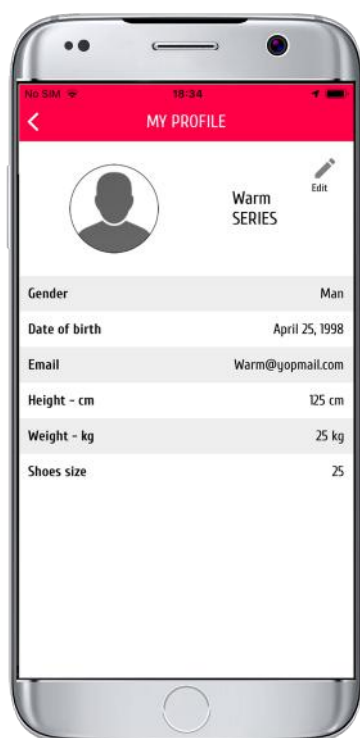 No SIM 18:34
MY PROFILE
Edit
Warm
SERIES
Gender Man
Date of birth April 25, 1998
Email Warm@yopmail.com
Height - cm 125 cm
Weight - kg 25 kg
Shoes size 25